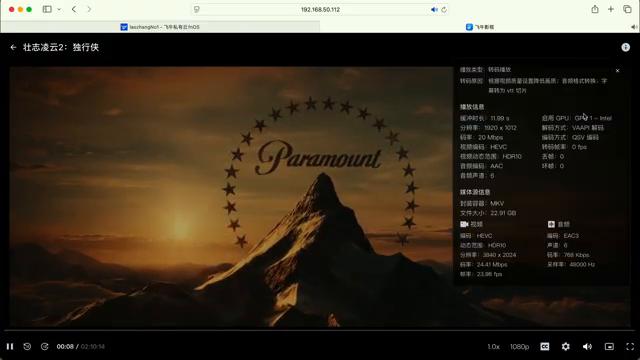 192.168.50.112
laozhangNo1 - 飞牛私有云fnOS
飞牛影视
壮志凌云2：独行侠
Paramount
播放类型：转码播放
转码原因：根据视频质量设置降低画质；音频格式转换；字
幕转为 vtt 切片
播放信息
缓冲时长：11.99 s
启用 GPU：GPU 1 - Intel
分辨率：1920 x 1012
解码方式：VAAPI 解码
码率：20 Mbps
编码方式：QSV 编码
视频编码：HEVC
转码帧率：0 fps
视频动态范围：HDR10
丢帧：0
音频编码：AAC
坏帧：0
音频声道：6
媒体源信息
封装容器：MKV
文件大小：22.91 GB
视频
音频
编码：HEVC
编码：EAC3
动态范围：HDR10
声道：6
分辨率：3840 x 2024
码率：768 Kbps
码率：24.41 Mbps
采样率：48000 Hz
帧率：23.98 fps
00:08 / 02:10:14
1.0x
1080p